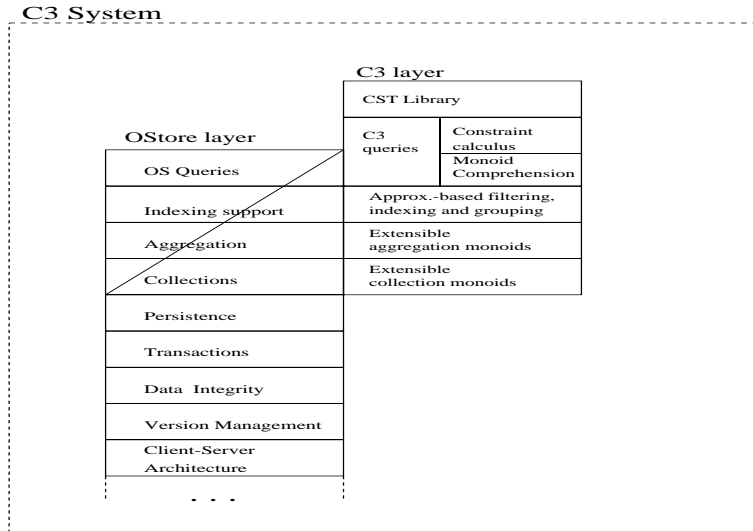 C3 System
C3 layer
CST Library
C3
queries
Constraint
calculus
Monoid
Comprehension
Approx.-based filtering,
indexing and grouping
Extensible
aggregation monoids
Extensible
collection monoids
OStore layer
OS Queries
Indexing support
Aggregation
Collections
Persistence
Transactions
Data Integrity
Version Management
Client-Server
Architecture
. . .